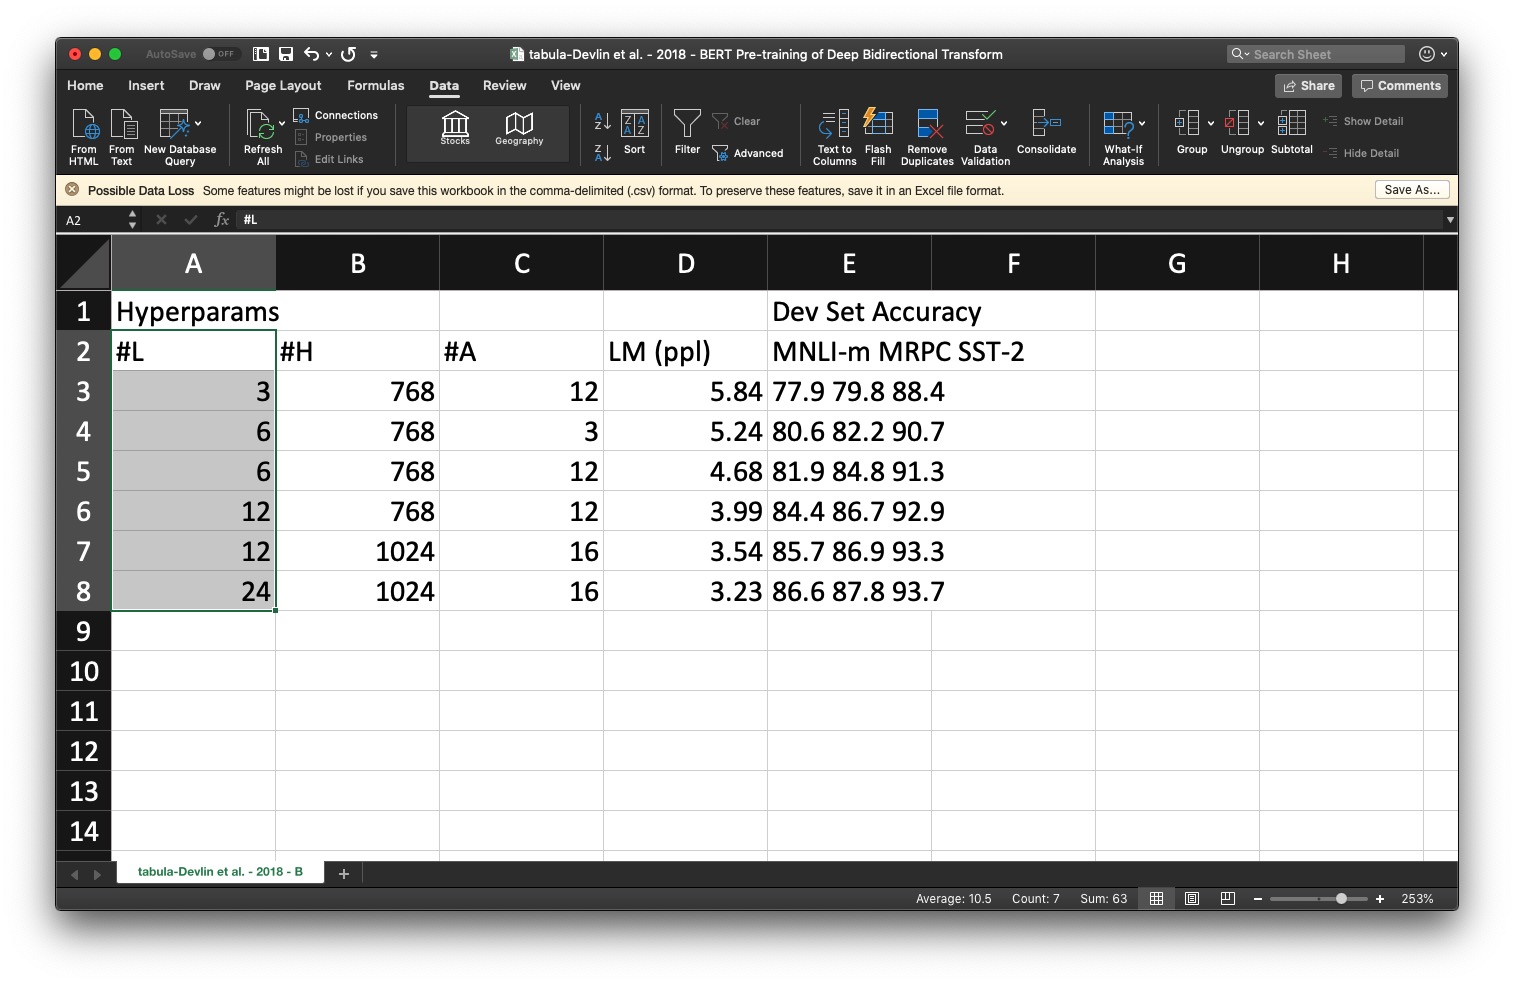 AutoSave OFF tabula-Devlin et al. - 2018 - BERT Pre-training of Deep Bidirectional Transform Search Sheet
Home Insert Draw Page Layout Formulas Data Review View Share Comments
From HTML From Text New Database Query Refresh All Connections Properties Edit Links Stocks Geography Sort Filter Clear Advanced Text to Columns Flash Fill Remove Duplicates Data Validation Consolidate What-If Analysis Group Ungroup Subtotal Show Detail Hide Detail
Possible Data Loss Some features might be lost if you save this workbook in the comma-delimited (.csv) format. To preserve these features, save it in an Excel file format. Save As...
A2 fx #L
A B C D E F G H
1 Hyperparams Dev Set Accuracy
2 #L #H #A LM (ppl) MNLI-m MRPC SST-2
3 3 768 12 5.84 77.9 79.8 88.4
4 6 768 3 5.24 80.6 82.2 90.7
5 6 768 12 4.68 81.9 84.8 91.3
6 12 768 12 3.99 84.4 86.7 92.9
7 12 1024 16 3.54 85.7 86.9 93.3
8 24 1024 16 3.23 86.6 87.8 93.7
9
10
11
12
13
14
tabula-Devlin et al. - 2018 - B +
Average: 10.5 Count: 7 Sum: 63 - + 253%